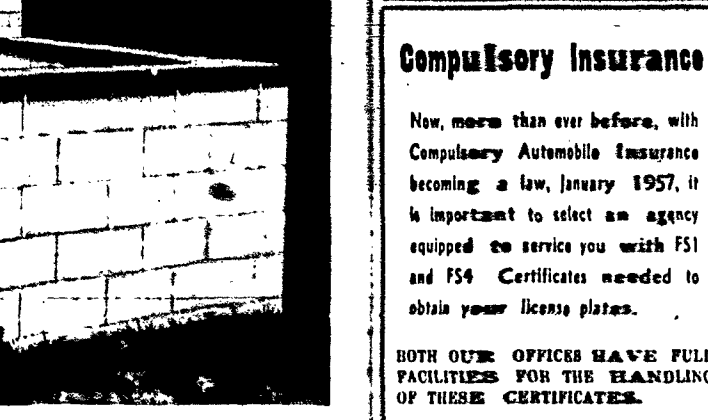 Compulsory Insurance
Now, more than ever before, with
Compulsory Automobile Insurance
becoming a law, January 1957, it
is important to select an agency
equipped to service you with FS1
and FS4 Certificates needed to
obtain your license plates.
BOTH OUR OFFICES HAVE FULL
FACILITIES FOR THE HANDLING
OF THESE CERTIFICATES.